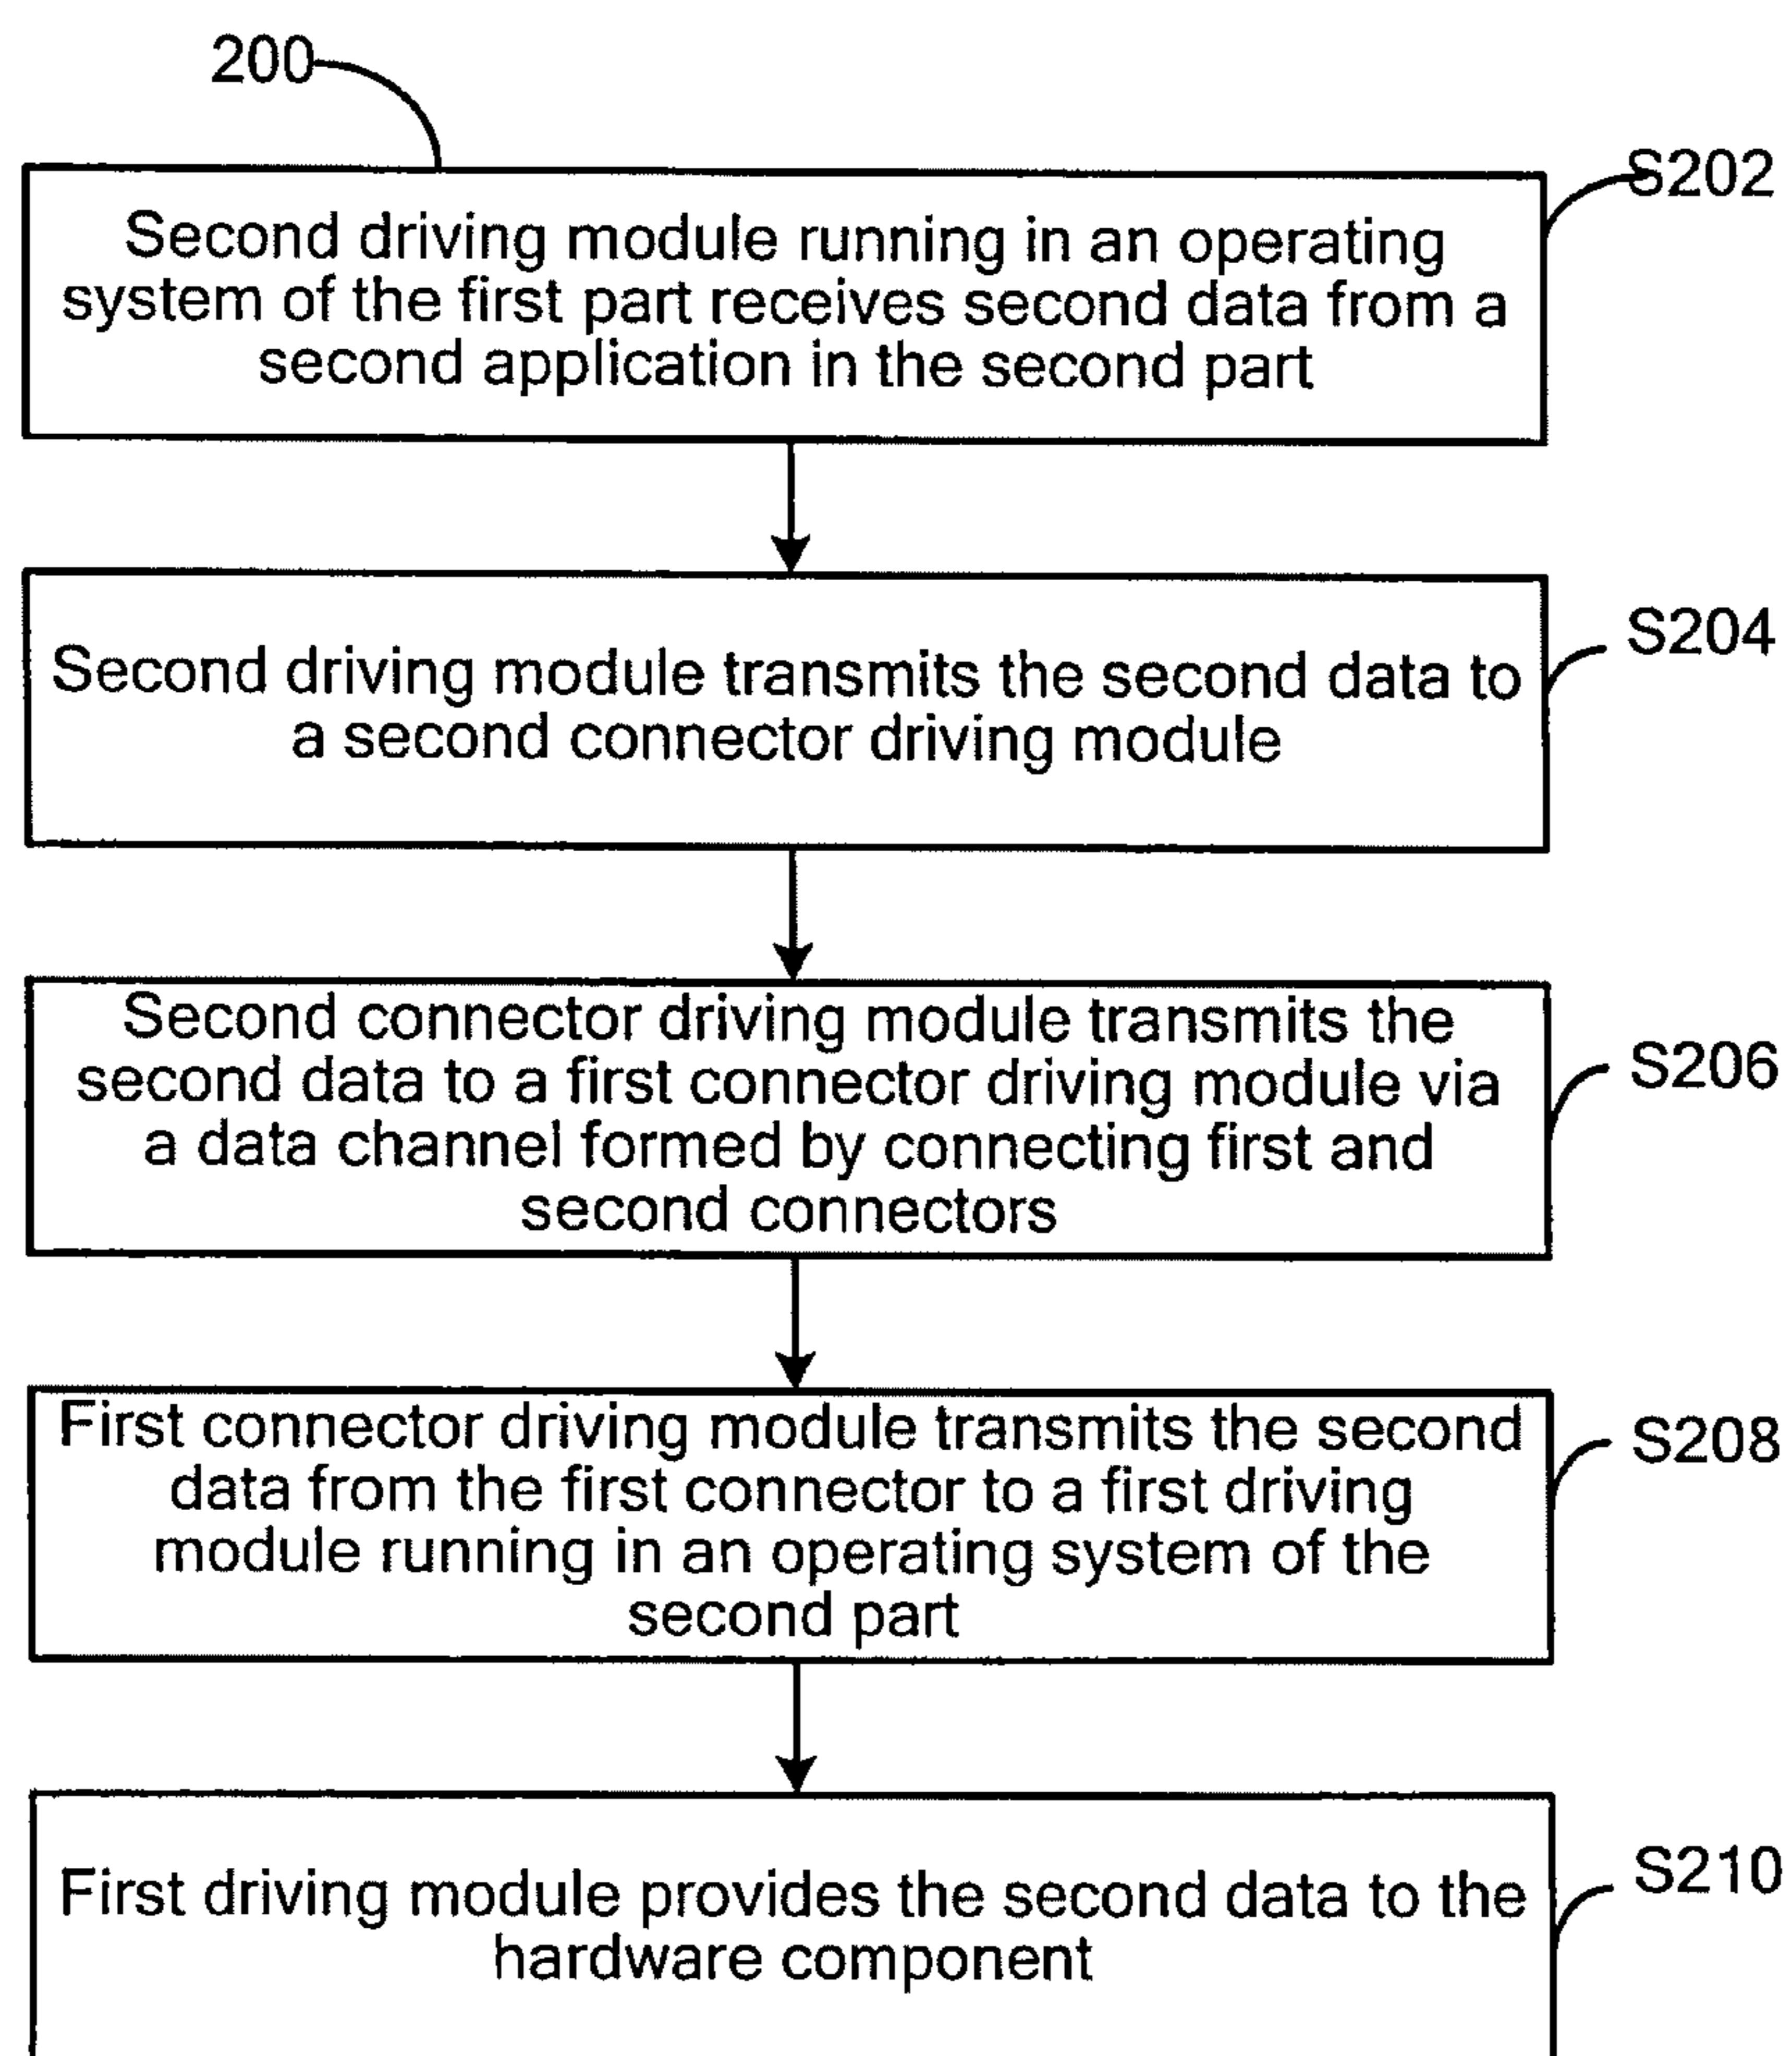 200
S202
Second driving module running in an operating
system of the first part receives second data from a
second application in the second part
S204
Second driving module transmits the second data to
a second connector driving module
S206
Second connector driving module transmits the
second data to a first connector driving module via
a data channel formed by connecting first and
second connectors
S208
First connector driving module transmits the second
data from the first connector to a first driving
module running in an operating system of the
second part
S210
First driving module provides the second data to the
hardware component